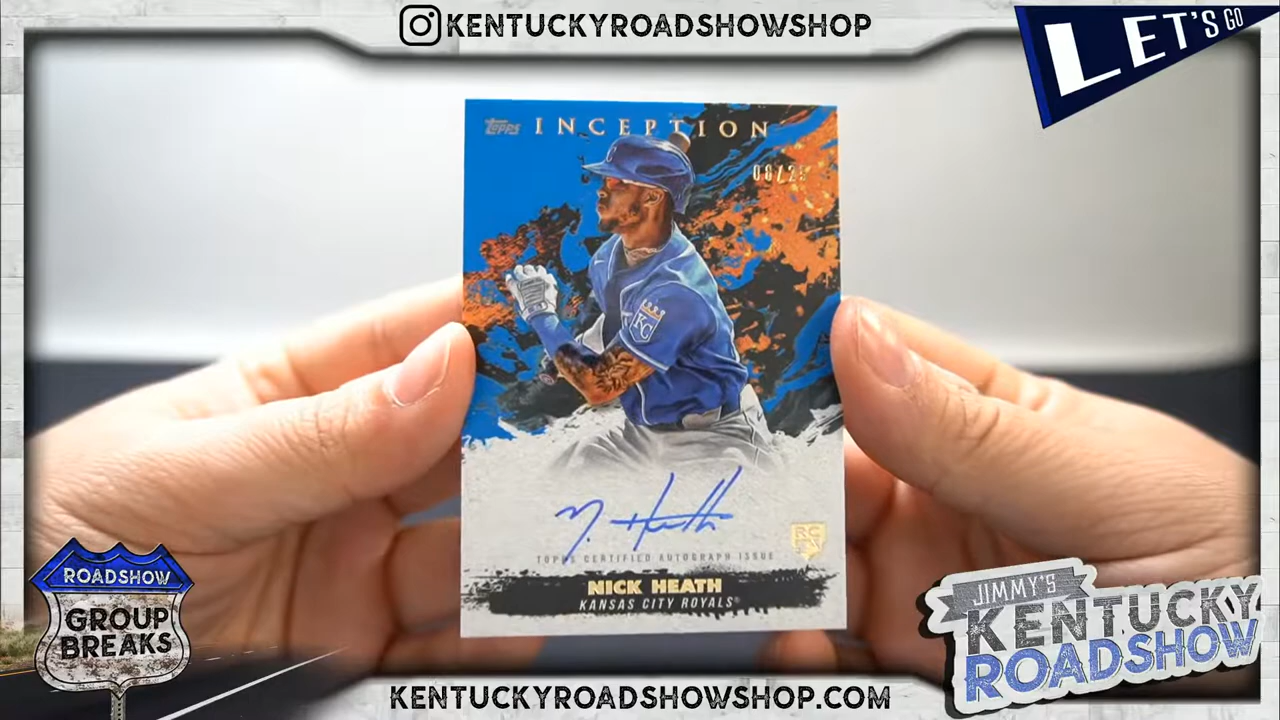 KENTUCKYROADSHOWSHOP
LET'S GO
TOPPS INCEPTION
KC
TOPPS CERTIFIED AUTOGRAPH ISSUE
RC
NICK HEATH
KANSAS CITY ROYALS®
ROADSHOW
GROUP
BREAKS
JIMMY'S
KENTUCKY
ROADSHOW
KENTUCKYROADSHOWSHOP.COM